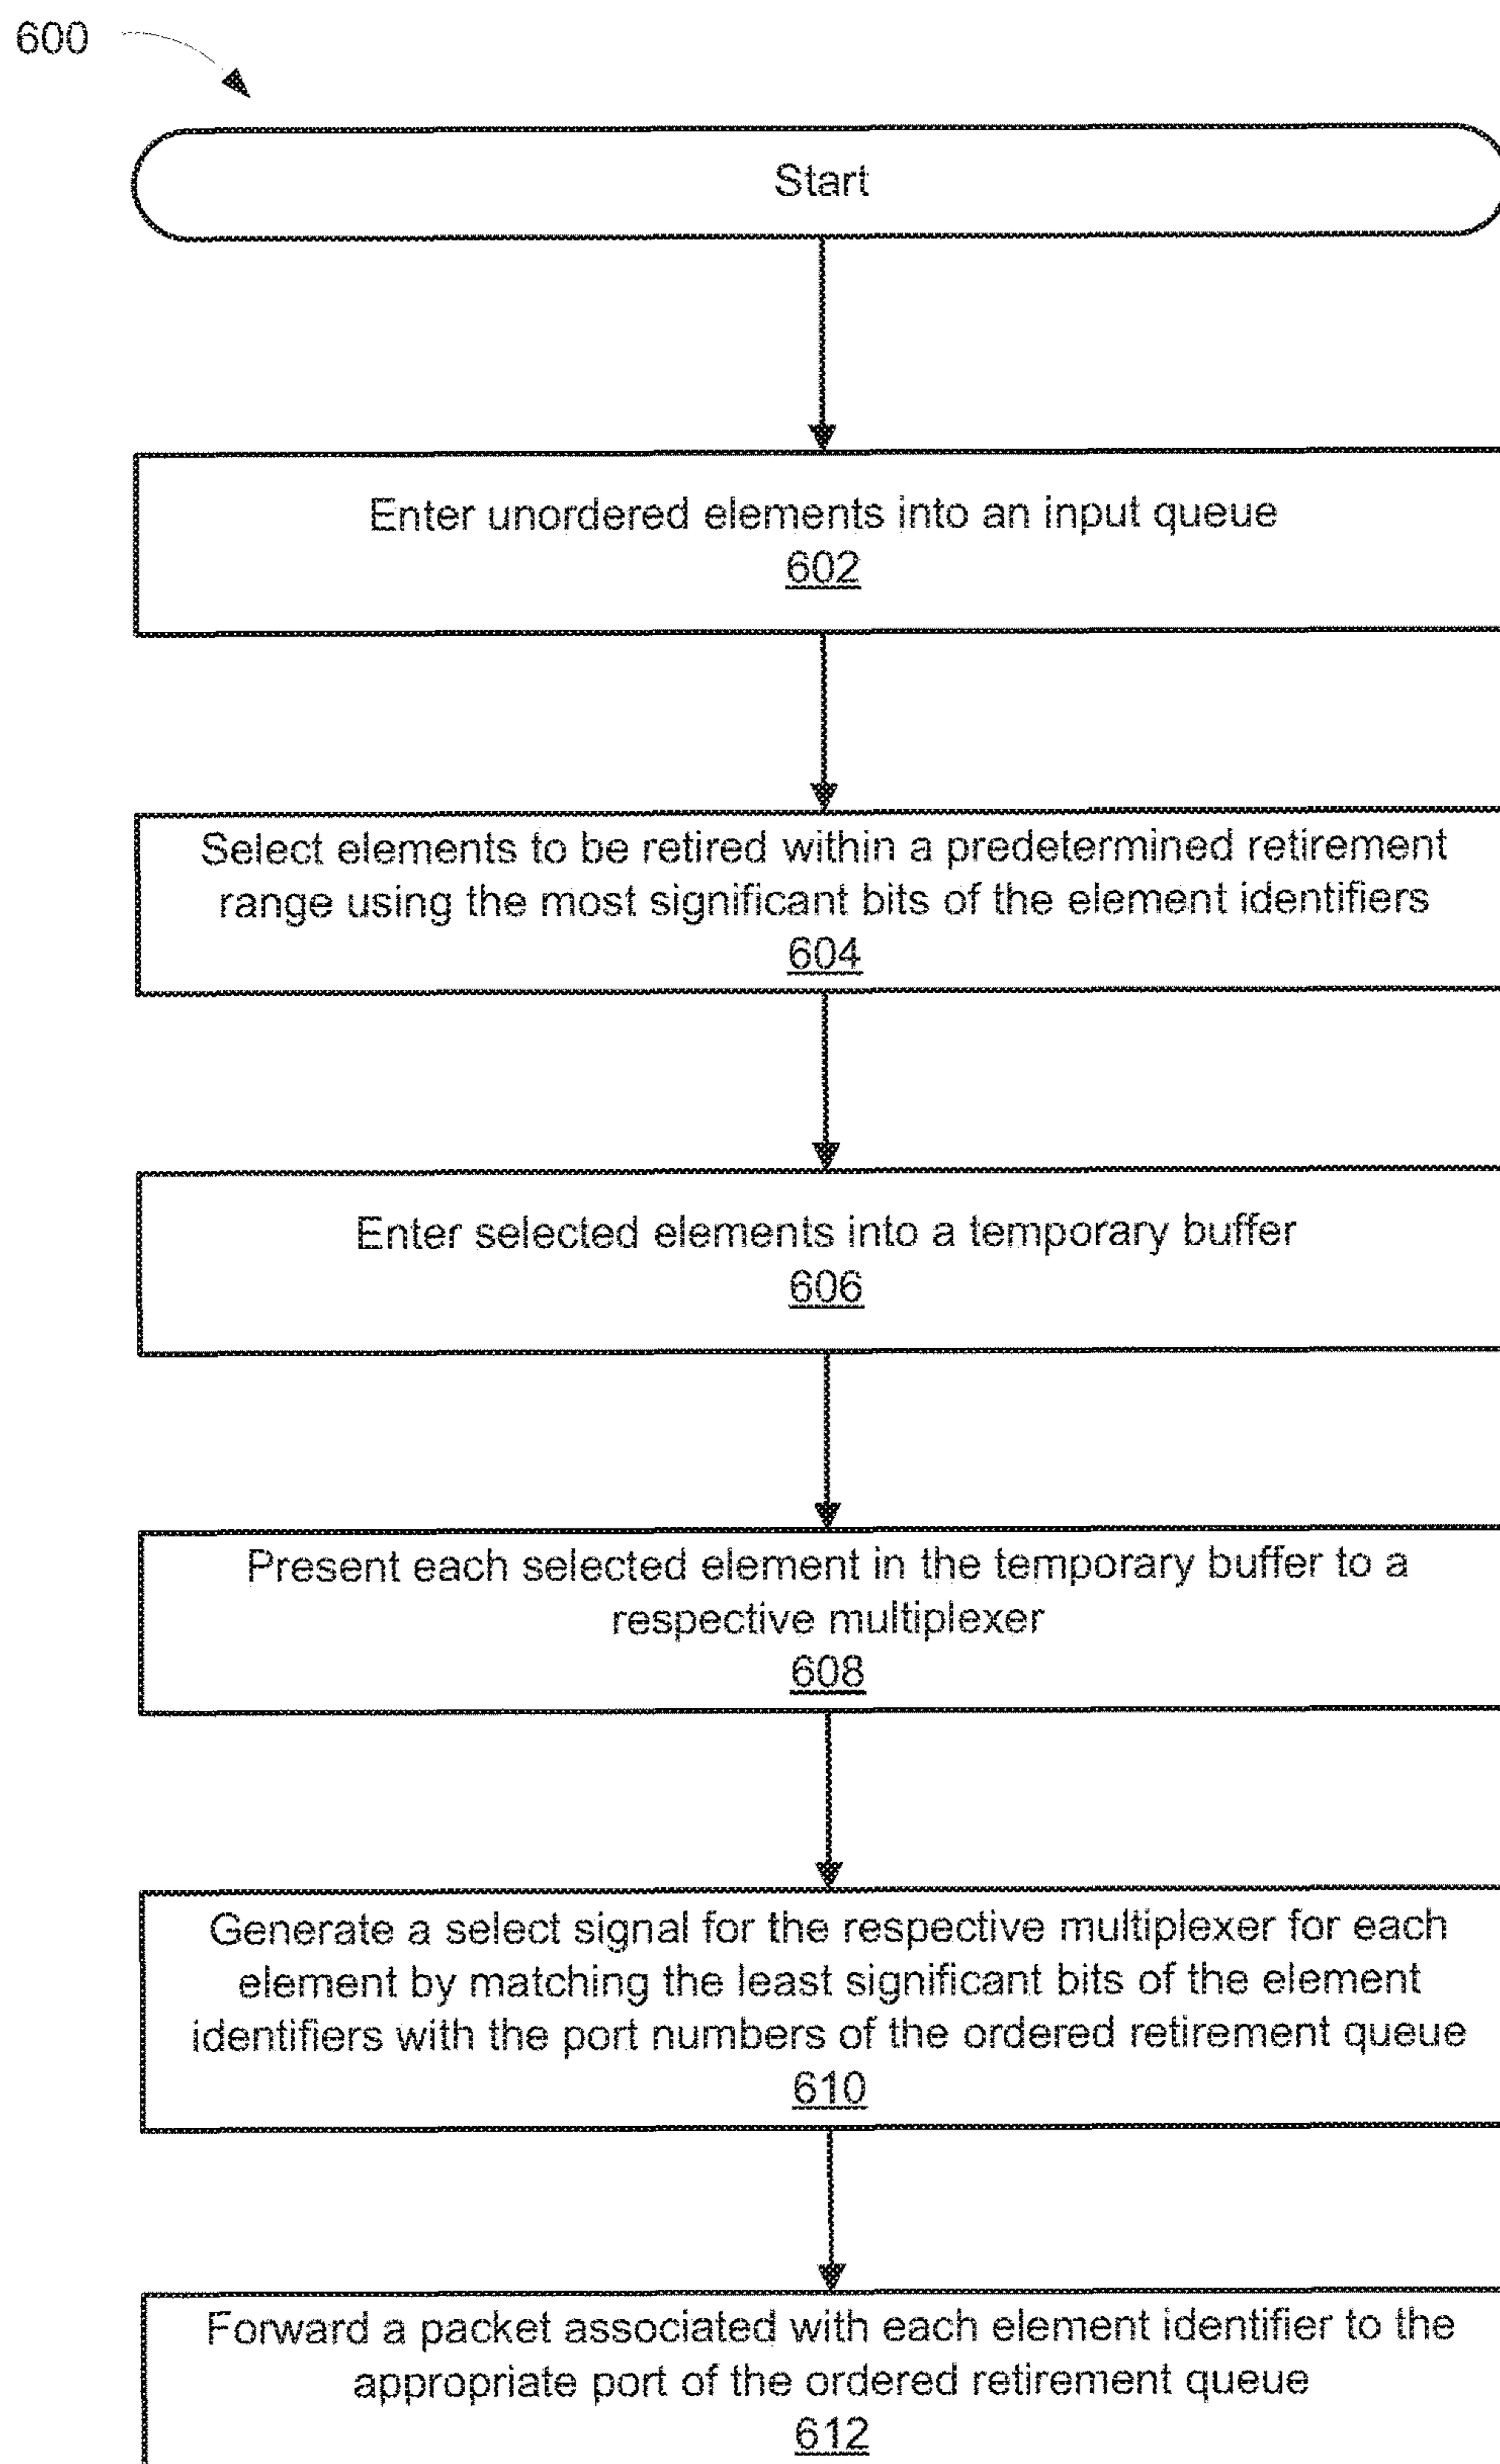 600
Start
Enter unordered elements into an input queue
602
Select elements to be retired within a predetermined retirement
range using the most significant bits of the element identifiers
604
Enter selected elements into a temporary buffer
606
Present each selected element in the temporary buffer to a
respective multiplexer
608
Generate a select signal for the respective multiplexer for each
element by matching the least significant bits of the element
identifiers with the port numbers of the ordered retirement queue
610
Forward a packet associated with each element identifier to the
appropriate port of the ordered retirement queue
612